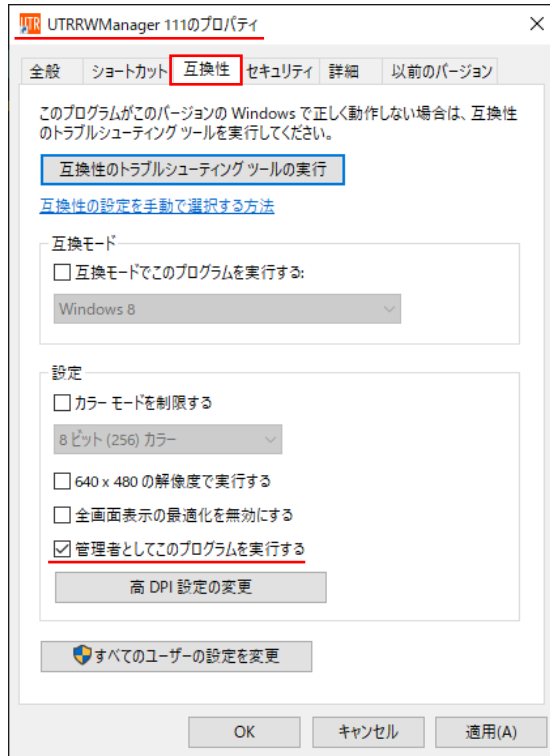 UTR UTRRWManager 111のプロパティ
全般 ショートカット 互換性 セキュリティ 詳細 以前のバージョン
このプログラムがこのバージョンの Windows で正しく動作しない場合は、互換性
のトラブルシューティング ツールを実行してください。
互換性のトラブルシューティング ツールの実行
互換性の設定を手動で選択する方法
互換モード
互換モードでこのプログラムを実行する:
Windows 8
設定
カラー モードを制限する
8 ビット (256) カラー
640 x 480 の解像度で実行する
全画面表示の最適化を無効にする
管理者としてこのプログラムを実行する
高 DPI 設定の変更
すべてのユーザーの設定を変更
OK キャンセル 適用(A)